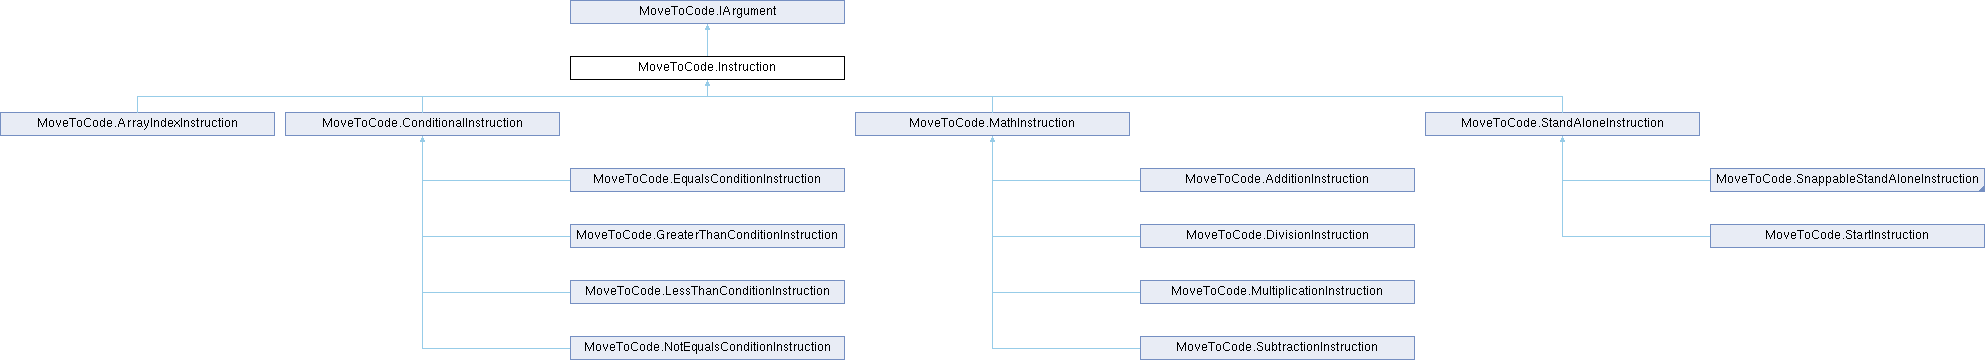 MoveToCode.IArgument
MoveToCode.Instruction
MoveToCode.ArrayIndexInstruction
MoveToCode.ConditionalInstruction
MoveToCode.MathInstruction
MoveToCode.StandAloneInstruction
MoveToCode.EqualsConditionInstruction
MoveToCode.AdditionInstruction
MoveToCode.SnappableStandAloneInstruction
MoveToCode.GreaterThanConditionInstruction
MoveToCode.DivisionInstruction
MoveToCode.StartInstruction
MoveToCode.LessThanConditionInstruction
MoveToCode.MultiplicationInstruction
MoveToCode.NotEqualsConditionInstruction
MoveToCode.SubtractionInstruction